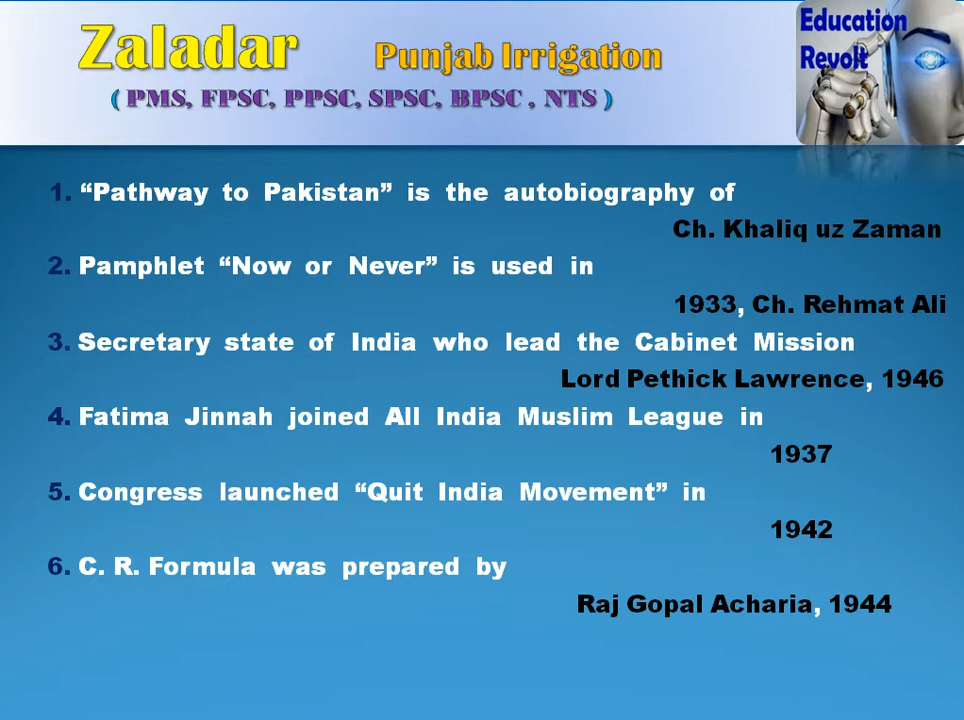 Zaladar Punjab Irrigation
( PMS, FPSC, PPSC, SPSC, BPSC , NTS )
Education
Revolt
1. “Pathway to Pakistan” is the autobiography of
Ch. Khaliq uz Zaman
2. Pamphlet “Now or Never” is used in
1933, Ch. Rehmat Ali
3. Secretary state of India who lead the Cabinet Mission
Lord Pethick Lawrence, 1946
4. Fatima Jinnah joined All India Muslim League in
1937
5. Congress launched “Quit India Movement” in
1942
6. C. R. Formula was prepared by
Raj Gopal Acharia, 1944